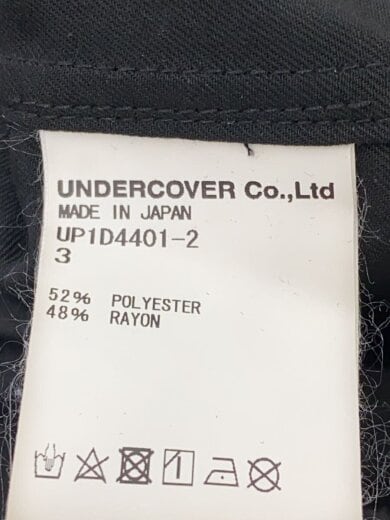 UNDERCOVER Co.,Ltd
MADE IN JAPAN
UP1D4401-2
3
52% POLYESTER
48% RAYON